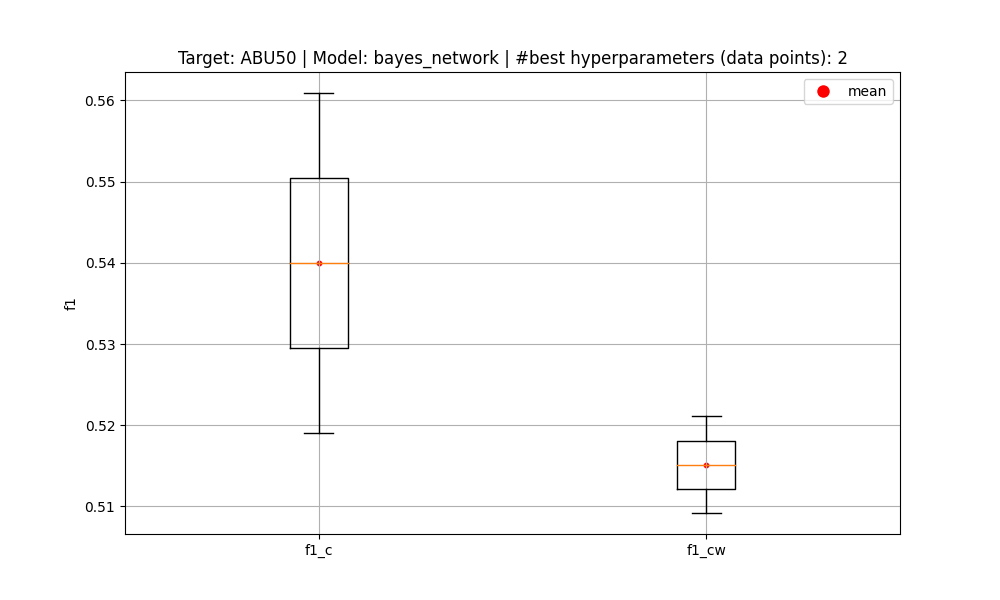 Target: ABU50 | Model: bayes_network | #best hyperparameters (data points): 2
mean
0.56
0.55
0.54
0.53
0.52
0.51
f1
f1_c
f1_cw